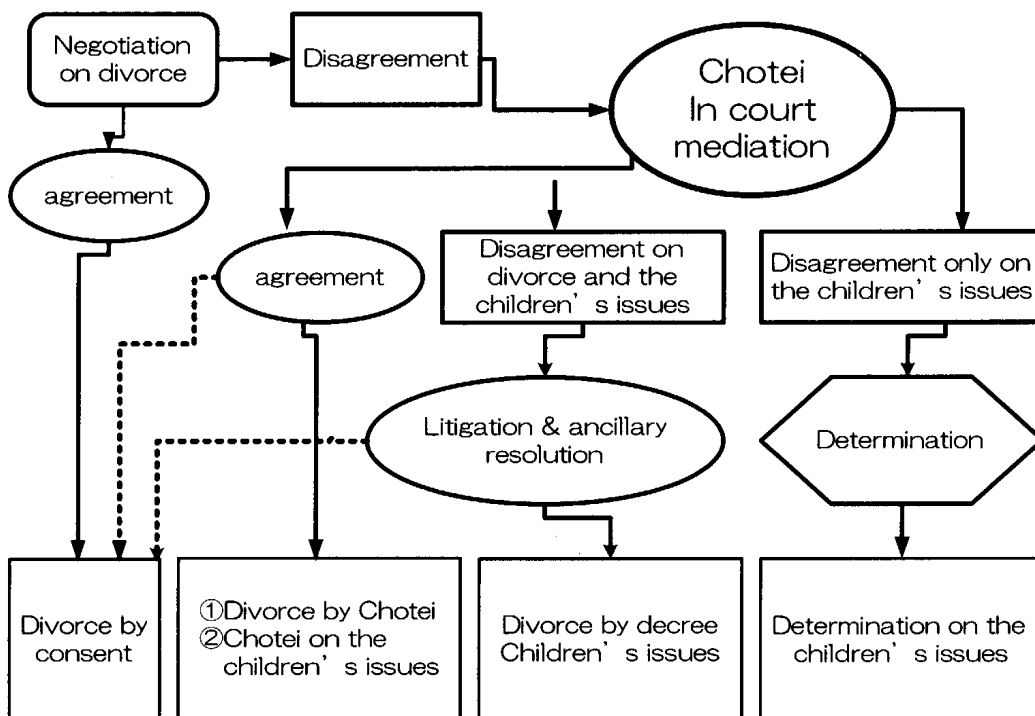 Negotiation
on divorce
Disagreement
Chotei
In court
mediation
agreement
agreement
Disagreement on
divorce and the
children’s issues
Disagreement only on
the children’s issues
Litigation & ancillary
resolution
Determination
Divorce by
consent
①Divorce by Chotei
②Chotei on the
children’s issues
Divorce by decree
Children’s issues
Determination on the
children’s issues